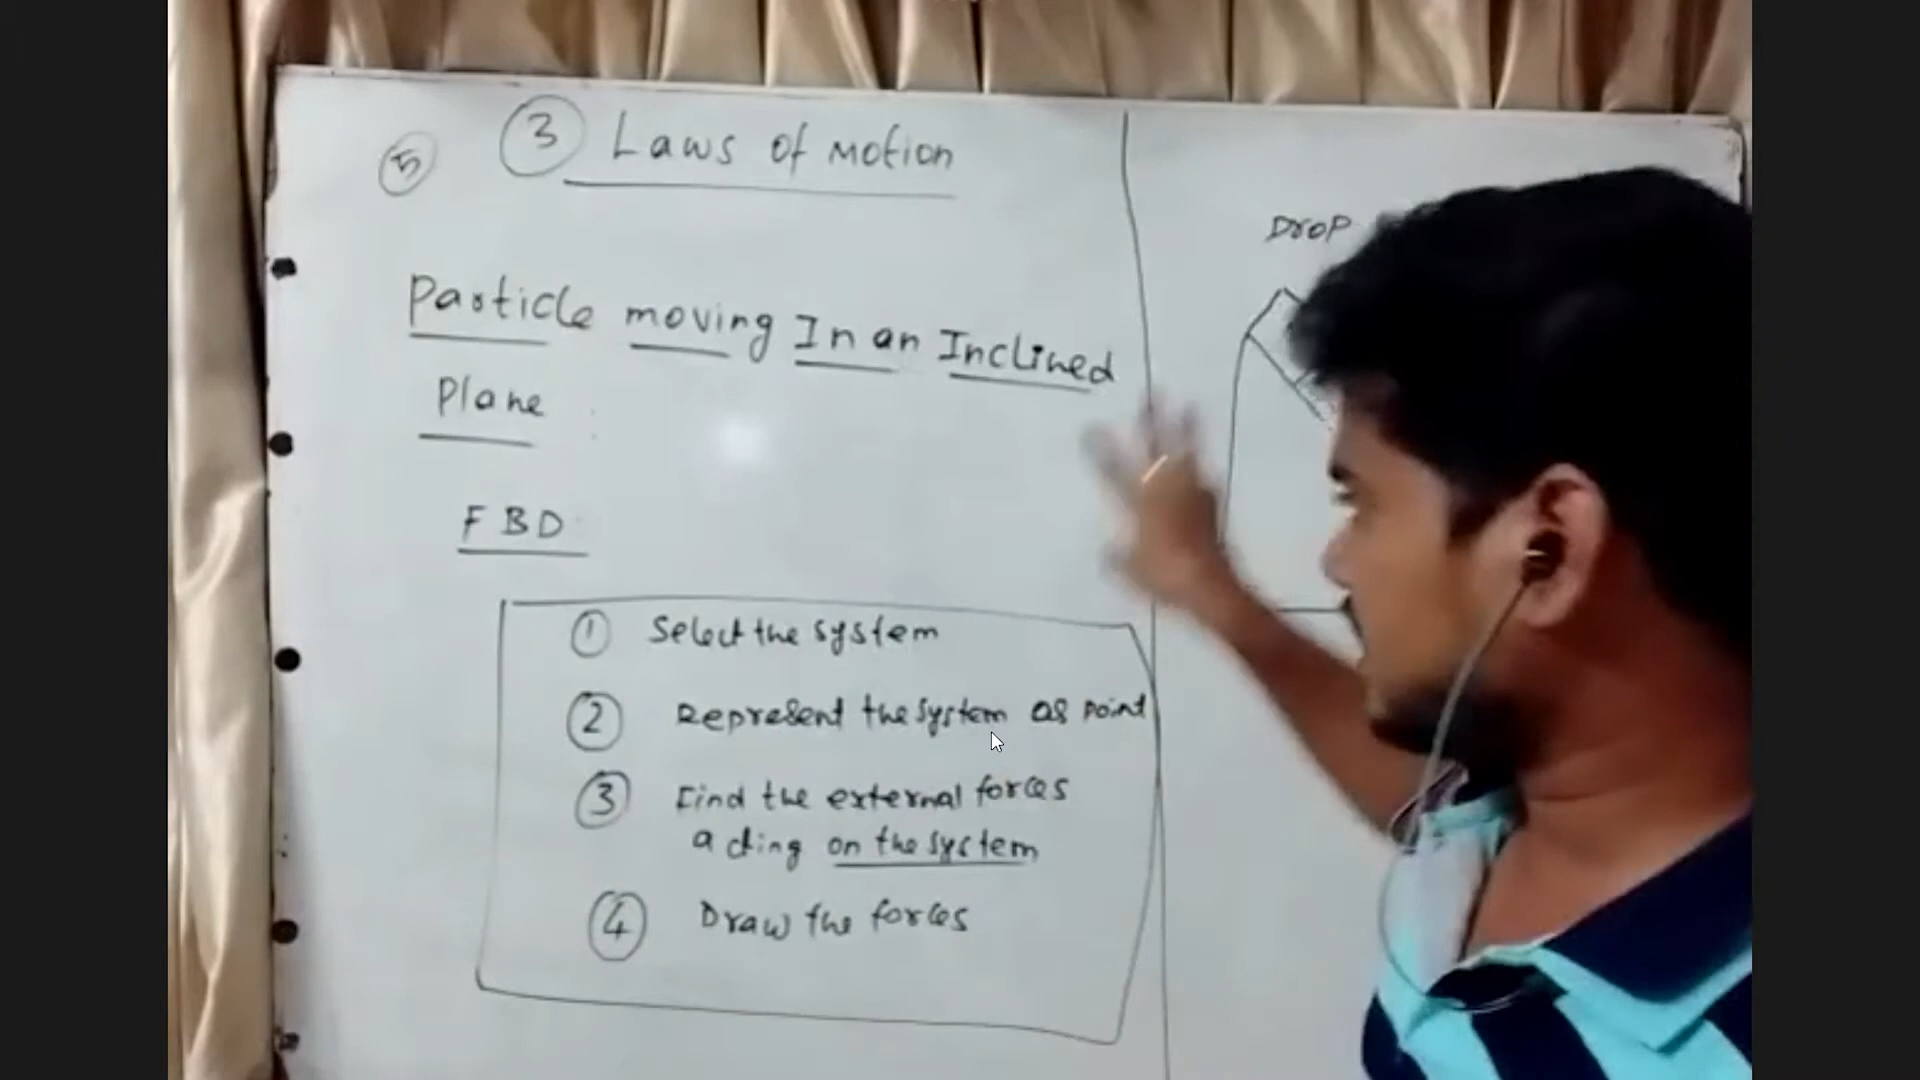 ③ Laws of Motion
5
Particle moving In an Inclined
Plane
FBD
① Select the system
② Represent the system as point
③ Find the external forces
acting on the system
④ Draw the forces
Drop